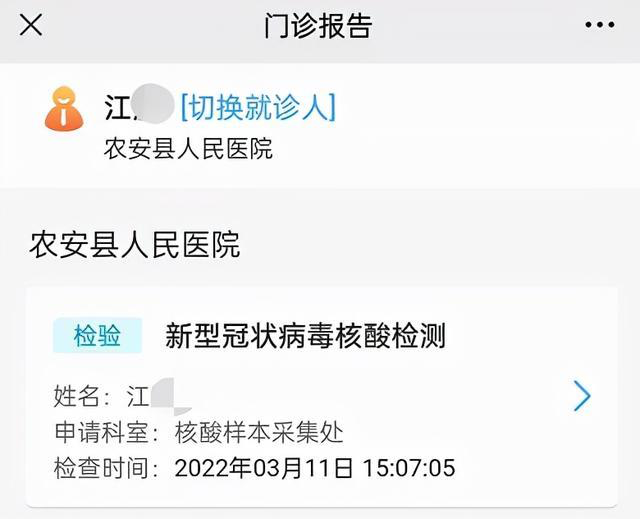 门诊报告
江 [切换就诊人]
农安县人民医院
农安县人民医院
检验 新型冠状病毒核酸检测
姓名：江
申请科室：核酸样本采集处
检查时间：2022年03月11日 15:07:05